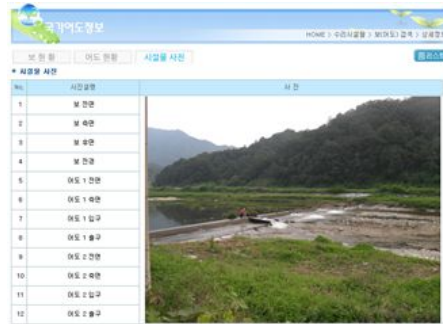 국가어도정보
HOME > 수리시설물 > 보(어도) 검색 > 상세정
보 현 황 어도 현황 시설물 사진 리스트
시설물 사진
No. 사진설명 사 진
1 보 전면
2 보 측면
3 보 후면
4 보 전경
5 어도 1 전면
6 어도 1 측면
7 어도 1 입구
8 어도 1 출구
9 어도 2 전면
10 어도 2 측면
11 어도 2 입구
12 어도 2 출구